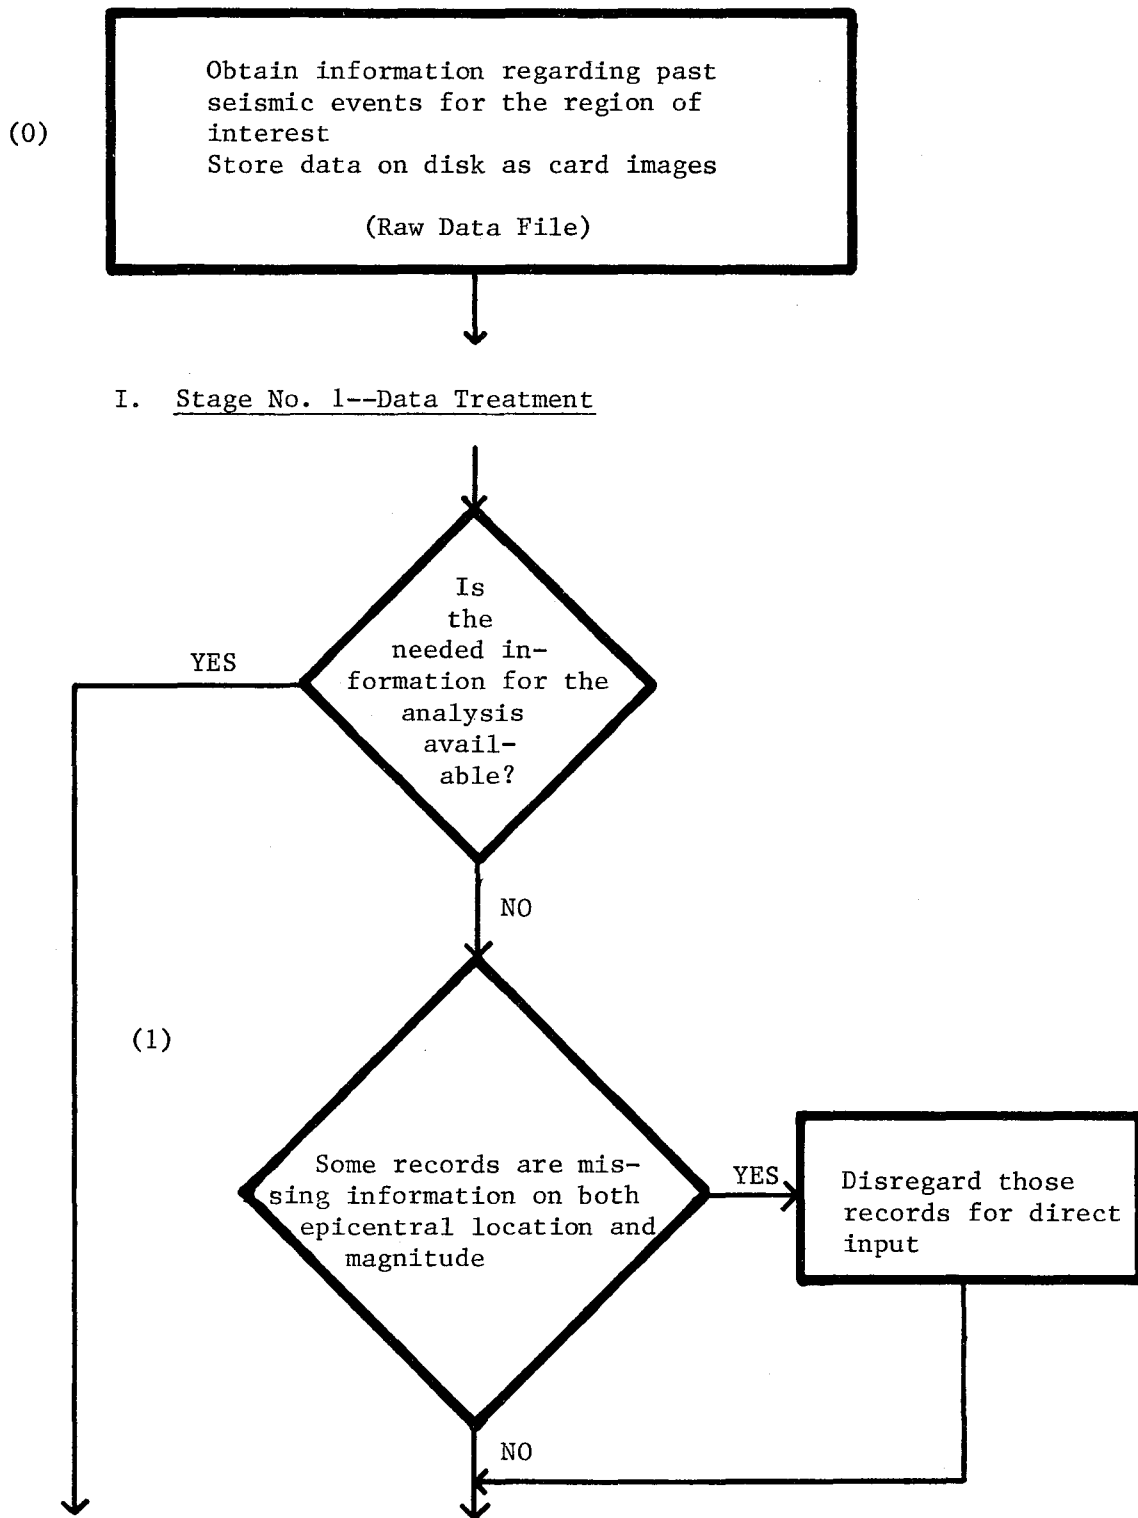 (0)
Obtain information regarding past
seismic events for the region of
interest
Store data on disk as card images
(Raw Data File)
I. Stage No. 1--Data Treatment
Is
the
needed in-
formation for the
analysis
avail-
able?
YES
NO
(1)
Some records are mis-
sing information on both
epicentral location and
magnitude
YES
Disregard those
records for direct
input
NO